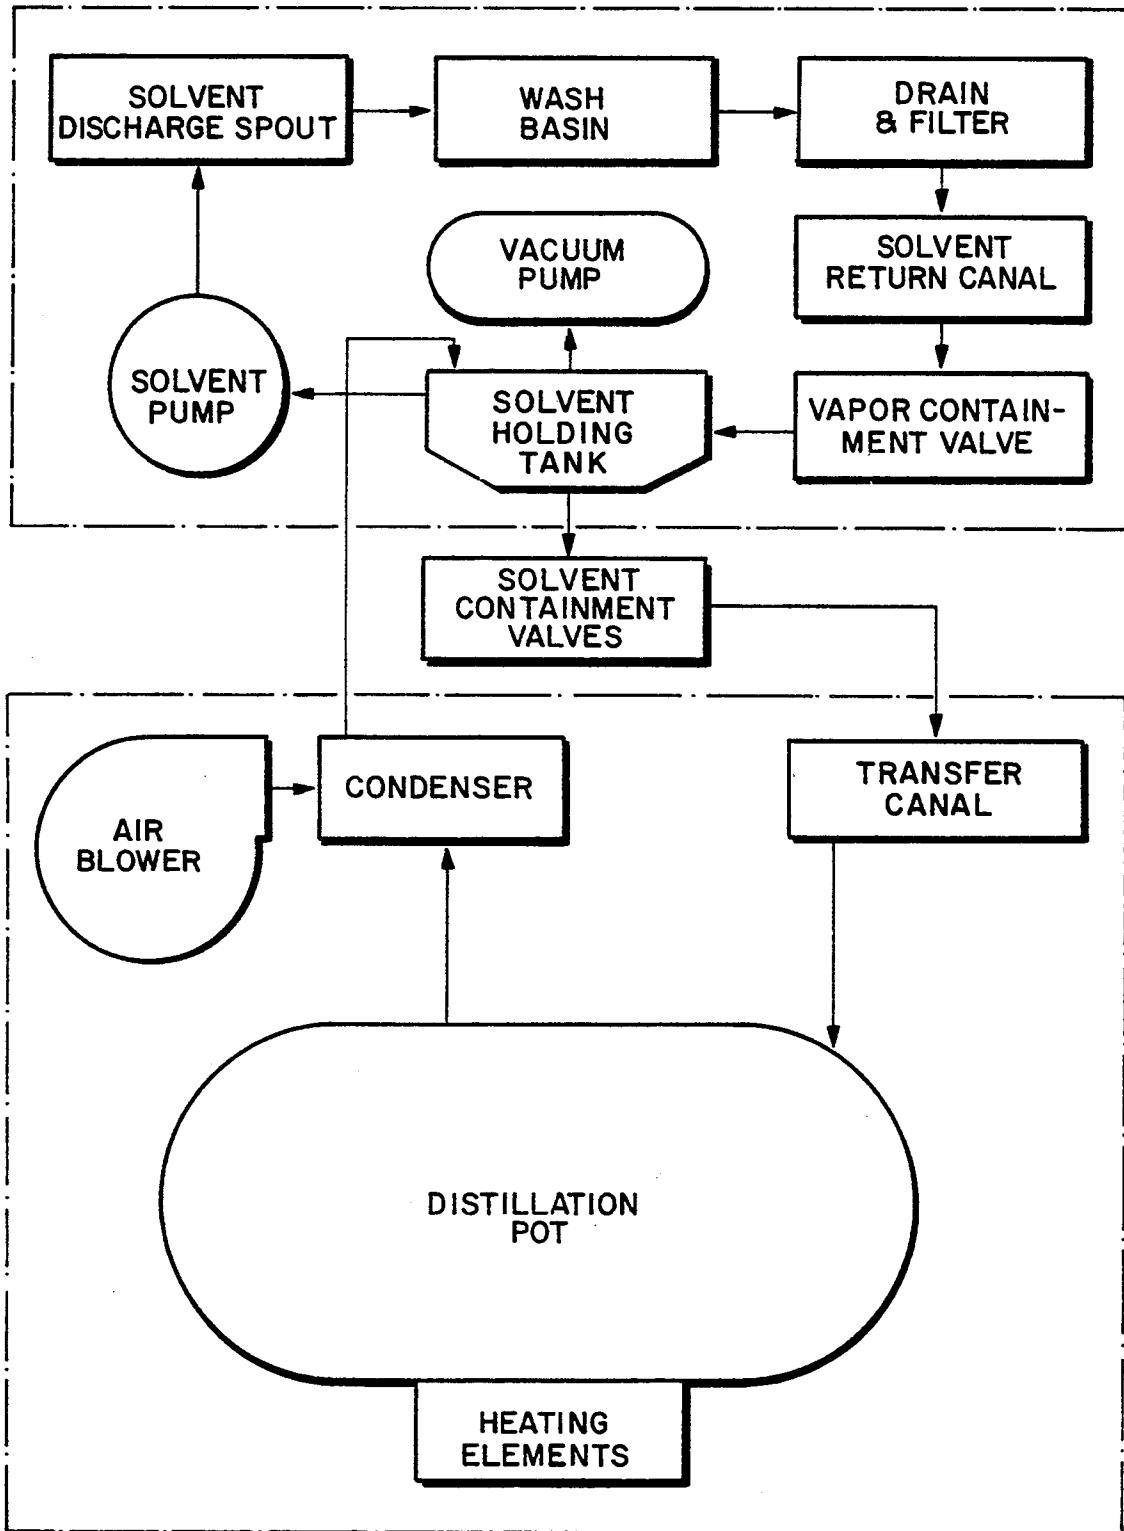 SOLVENT
DISCHARGE SPOUT
WASH
BASIN
DRAIN
& FILTER
VACUUM
PUMP
SOLVENT
RETURN CANAL
SOLVENT
PUMP
SOLVENT
HOLDING
TANK
VAPOR CONTAIN-
MENT VALVE
SOLVENT
CONTAINMENT
VALVES
AIR
BLOWER
CONDENSER
TRANSFER
CANAL
DISTILLATION
POT
HEATING
ELEMENTS